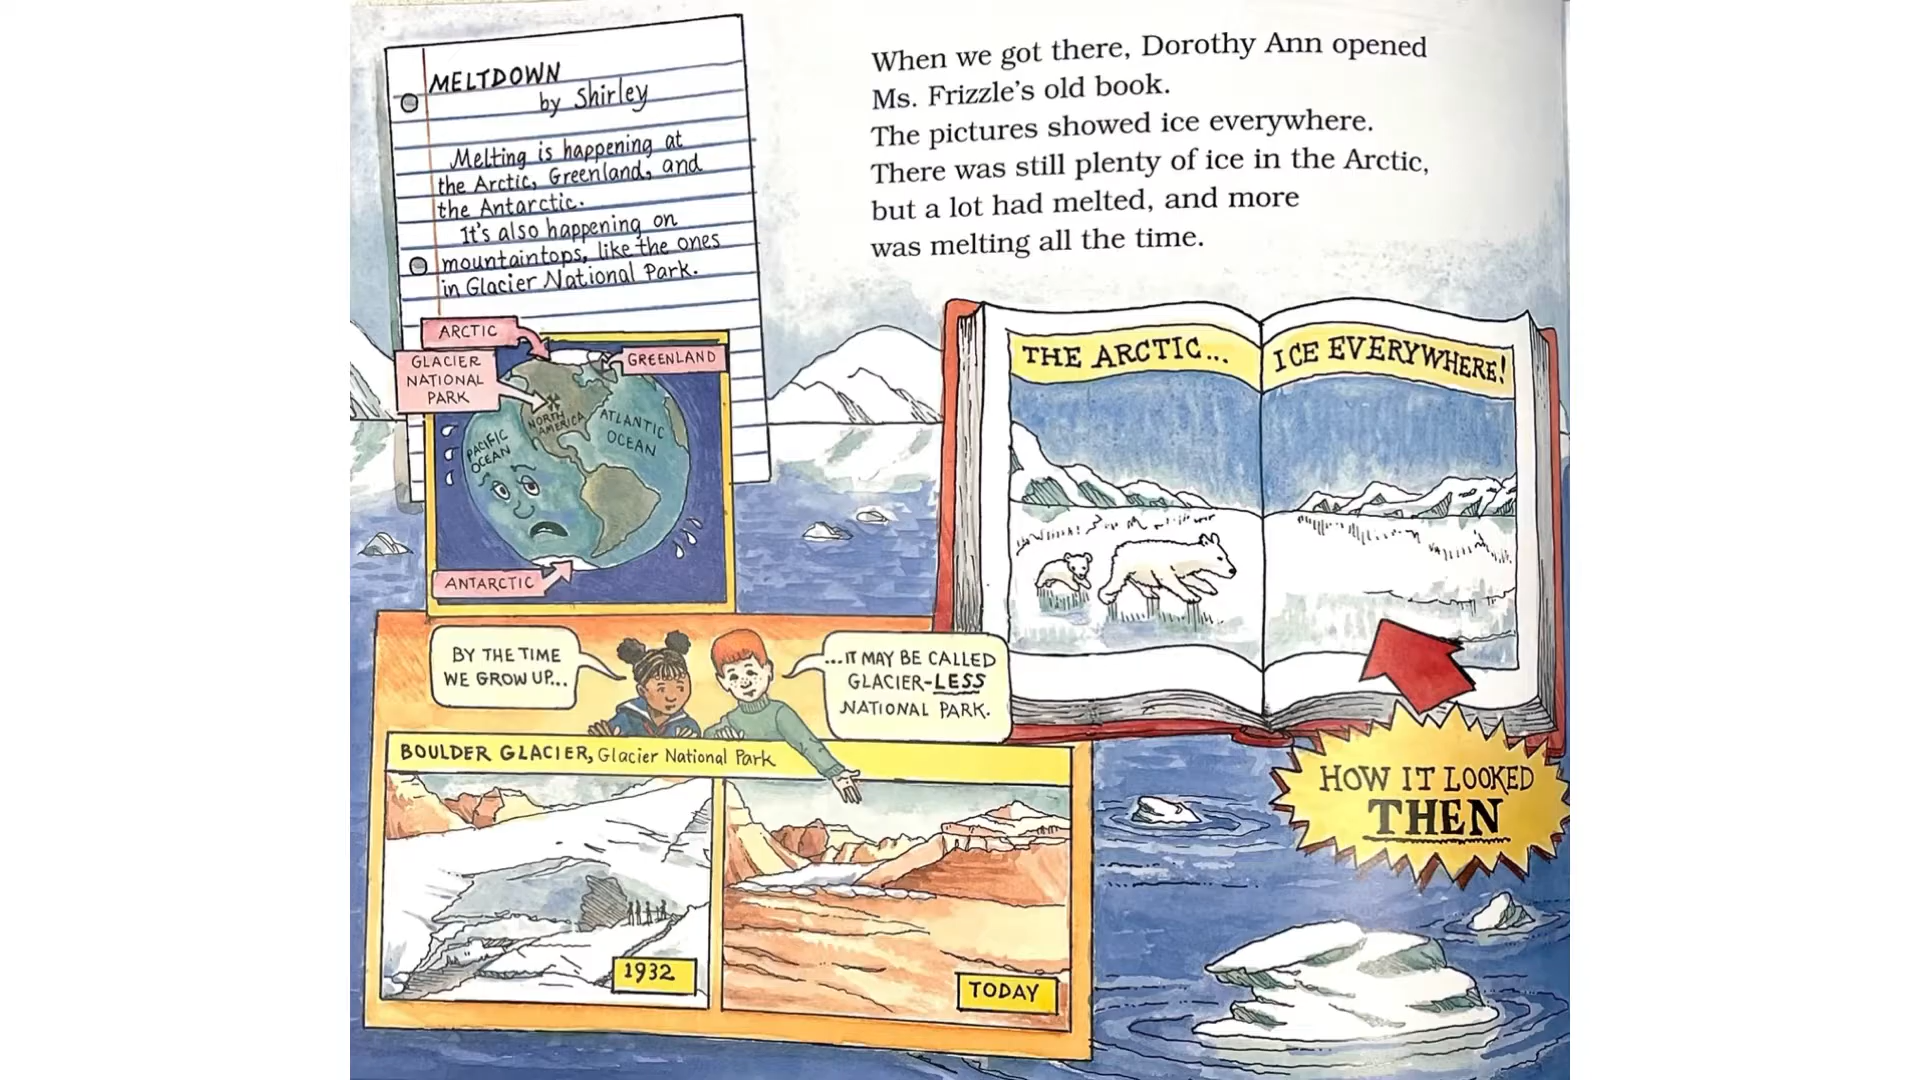 MELTDOWN
by Shirley
Melting is happening at
the Arctic, Greenland, and
the Antarctic.
It's also happening on
mountaintops, like the ones
in Glacier National Park.
ARCTIC
GLACIER
NATIONAL
PARK
GREENLAND
NORTH
AMERICA
ATLANTIC
OCEAN
PACIFIC
OCEAN
ANTARCTIC
When we got there, Dorothy Ann opened
Ms. Frizzle's old book.
The pictures showed ice everywhere.
There was still plenty of ice in the Arctic,
but a lot had melted, and more
was melting all the time.
THE ARCTIC...
ICE EVERYWHERE!
HOW IT LOOKED
THEN
BY THE TIME
WE GROW UP...
...IT MAY BE CALLED
GLACIER-LESS
NATIONAL PARK.
BOULDER GLACIER, Glacier National Park
1932
TODAY